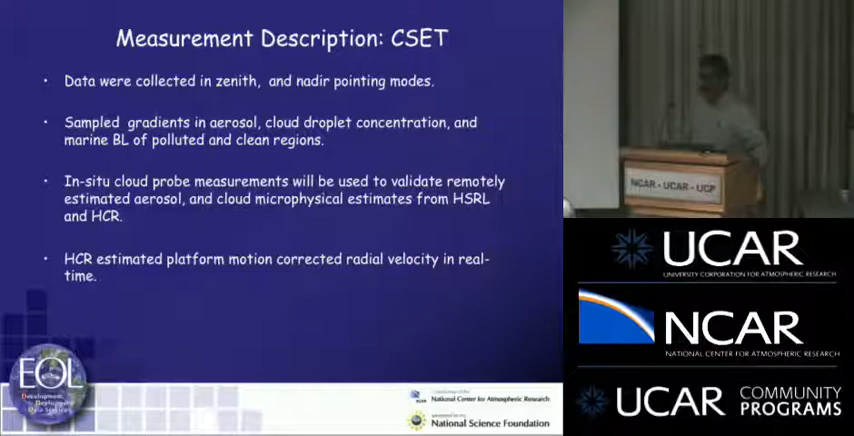 Measurement Description: CSET
• Data were collected in zenith, and nadir pointing modes.
• Sampled gradients in aerosol, cloud droplet concentration, and
marine BL of polluted and clean regions.
• In-situ cloud probe measurements will be used to validate remotely
estimated aerosol, and cloud microphysical estimates from HSRL
and HCR.
• HCR estimated platform motion corrected radial velocity in real-
time.
EOL
National Center for Atmospheric Research
National Science Foundation
NCAR - UCAR - UCP
UCAR
UNIVERSITY CORPORATION FOR ATMOSPHERIC RESEARCH
NCAR
NATIONAL CENTER FOR ATMOSPHERIC RESEARCH
UCAR COMMUNITY
PROGRAMS